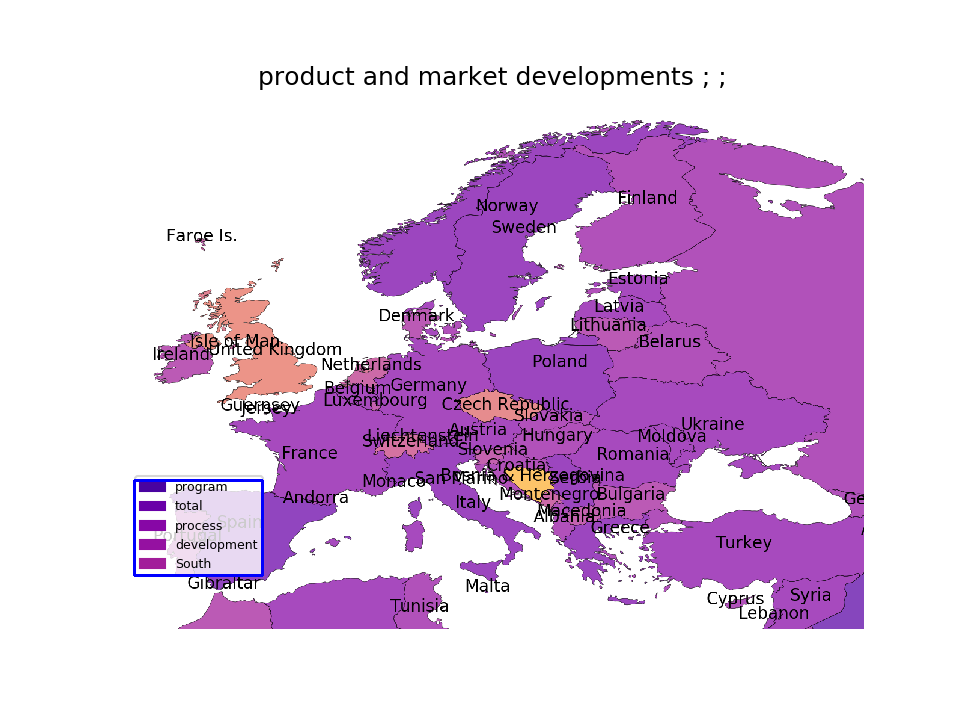 product and market developments ; ;
Norway
Finland
Sweden
Faroe Is.
Estonia
Latvia
Denmark
Lithuania
Isle of Man
Belarus
United Kingdom
Ireland
Poland
Netherlands
Germany
Belgium
Luxembourg
Czech Republic
Guernsey
Jersey
Slovakia
Ukraine
Austria
Liechtenstein
Hungary
Moldova
Switzerland
Slovenia
France
Romania
Croatia
Bosnia & Herzegovina
San Marino
Serbia
Monaco
Montenegro
Bulgaria
Andorra
Italy
Macedonia
Albania
Greece
Ge
Spain
Portugal
Turkey
Gibraltar
Malta
Tunisia
Cyprus
Syria
Lebanon
program
total
process
development
South